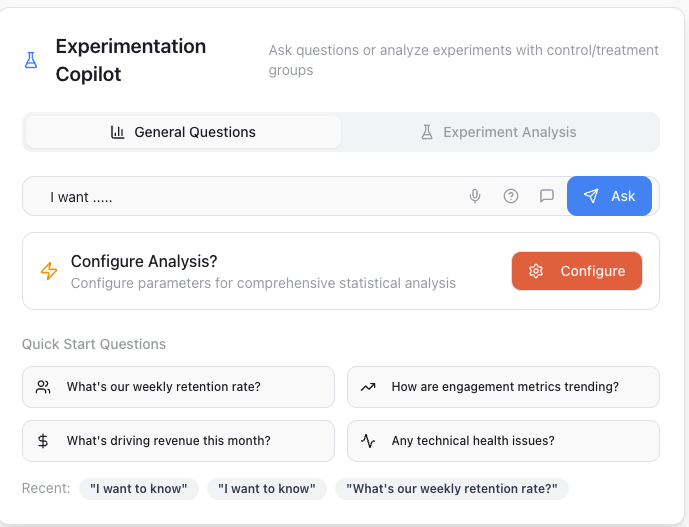 Experimentation
Copilot
Ask questions or analyze experiments with control/treatment
groups
General Questions
Experiment Analysis
I want .....
Ask
Configure Analysis?
Configure parameters for comprehensive statistical analysis
Configure
Quick Start Questions
What's our weekly retention rate?
How are engagement metrics trending?
What's driving revenue this month?
Any technical health issues?
Recent: "I want to know" "I want to know" "What's our weekly retention rate?"